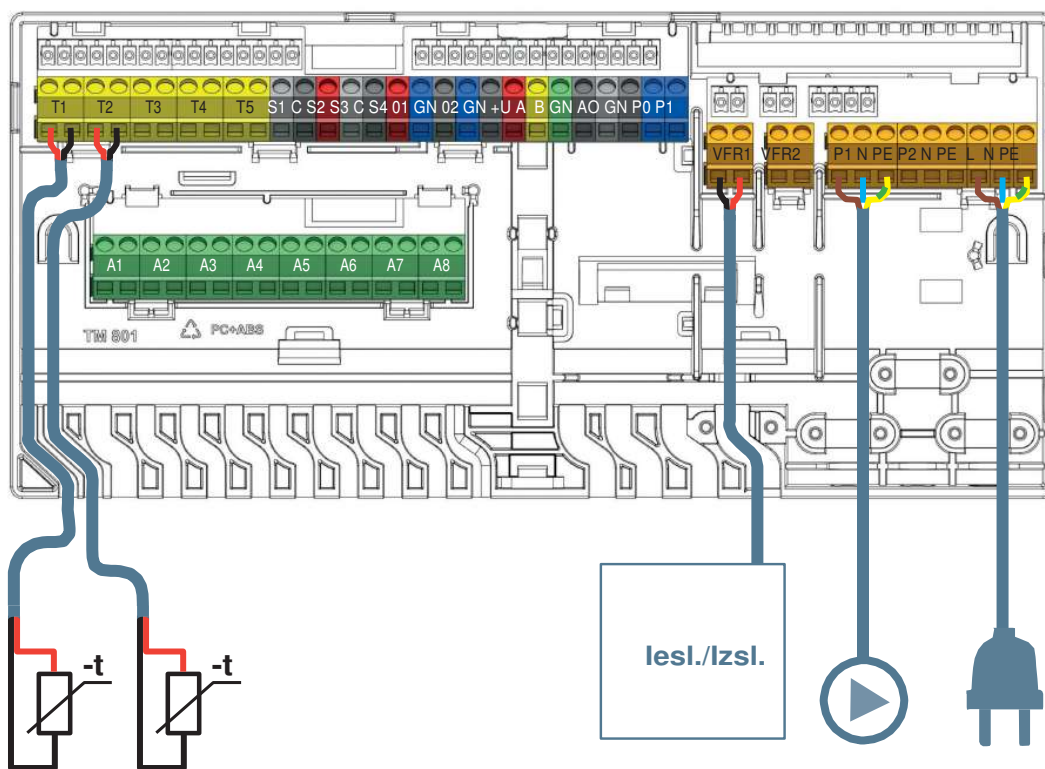 T1 T2 T3 T4 T5 S1 C S2 S3 C S4 01 GN 02 GN +U A B GN AO GN P0 P1
VFR1 VFR2 P1 N PE P2 N PE L N PE
A1 A2 A3 A4 A5 A6 A7 A8
TM 801 PC+ABS
Iesl./Izsl.
-t -t